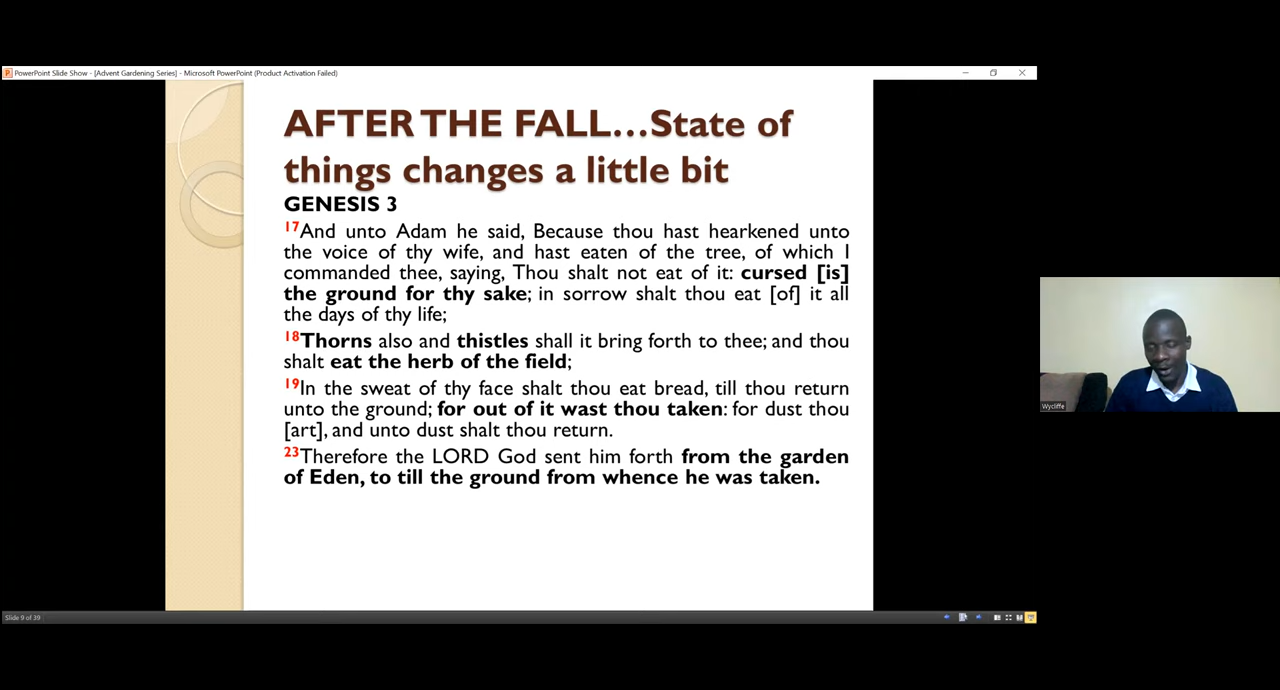 PowerPoint Slide Show - [Advent Gardening Series] - Microsoft PowerPoint (Product Activation Failed)
AFTER THE FALL...State of
things changes a little bit
GENESIS 3
17And unto Adam he said, Because thou hast hearkened unto
the voice of thy wife, and hast eaten of the tree, of which I
commanded thee, saying, Thou shalt not eat of it: cursed [is]
the ground for thy sake; in sorrow shalt thou eat [of] it all
the days of thy life;
18Thorns also and thistles shall it bring forth to thee; and thou
shalt eat the herb of the field;
19In the sweat of thy face shalt thou eat bread, till thou return
unto the ground; for out of it wast thou taken: for dust thou
[art], and unto dust shalt thou return.
23Therefore the LORD God sent him forth from the garden
of Eden, to till the ground from whence he was taken.
Wycliffe
Slide 9 of 39